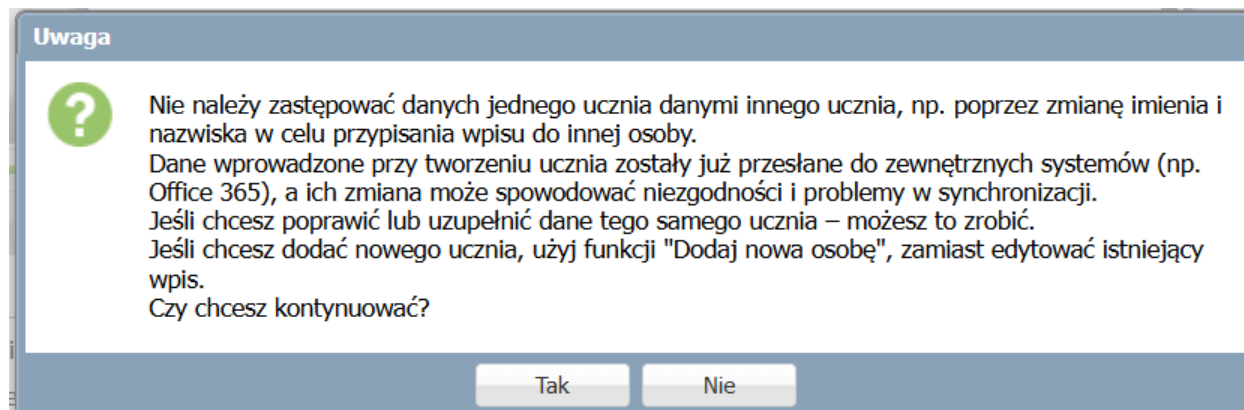 Uwaga
Nie należy zastępować danych jednego ucznia danymi innego ucznia, np. poprzez zmianę imienia i
nazwiska w celu przypisania wpisu do innej osoby.
Dane wprowadzone przy tworzeniu ucznia zostały już przesłane do zewnętrznych systemów (np.
Office 365), a ich zmiana może spowodować niezgodności i problemy w synchronizacji.
Jeśli chcesz poprawić lub uzupełnić dane tego samego ucznia – możesz to zrobić.
Jeśli chcesz dodać nowego ucznia, użyj funkcji "Dodaj nowa osobę", zamiast edytować istniejący
wpis.
Czy chcesz kontynuować?
Tak Nie